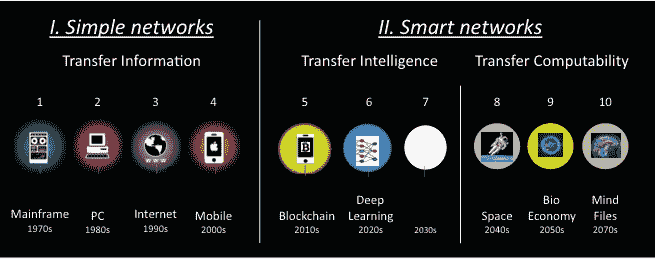 I. Simple networks
II. Smart networks
Transfer Information
Transfer Intelligence
Transfer Computability
1
2
3
4
5
6
7
8
9
10
WWW
Mainframe
1970s
PC
1980s
Internet
1990s
Mobile
2000s
Blockchain
2010s
Deep
Learning
2020s
2030s
Space
2040s
Bio
Economy
2050s
Mind
Files
2070s